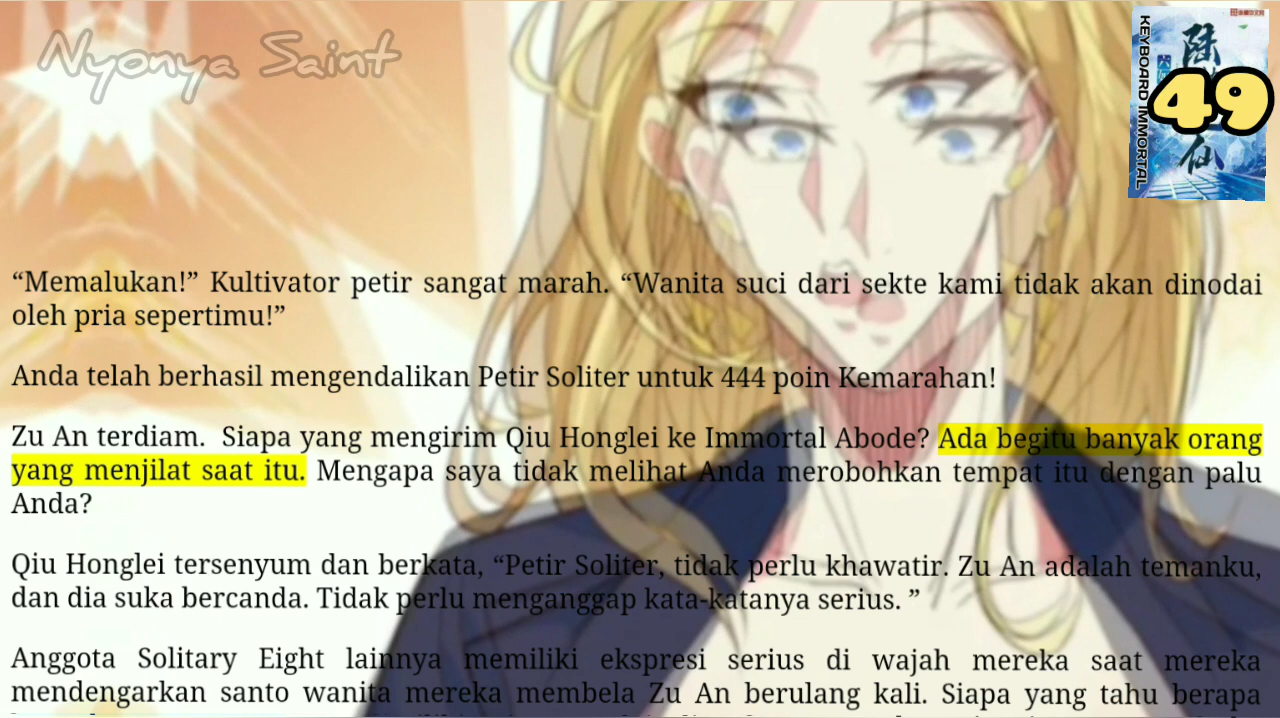 Nyonya Saint
KEYBOARD IMMORTAL
49
“Memalukan!” Kultivator petir sangat marah. “Wanita suci dari sekte kami tidak akan dinodai
oleh pria sepertimu!”
Anda telah berhasil mengendalikan Petir Soliter untuk 444 poin Kemarahan!
Zu An terdiam.  Siapa yang mengirim Qiu Honglei ke Immortal Abode? Ada begitu banyak orang
yang menjilat saat itu. Mengapa saya tidak melihat Anda merobohkan tempat itu dengan palu
Anda?
Qiu Honglei tersenyum dan berkata, “Petir Soliter, tidak perlu khawatir. Zu An adalah temanku,
dan dia suka bercanda. Tidak perlu menganggap kata-katanya serius. ”
Anggota Solitary Eight lainnya memiliki ekspresi serius di wajah mereka saat mereka
mendengarkan santo wanita mereka membela Zu An berulang kali. Siapa yang tahu berapa